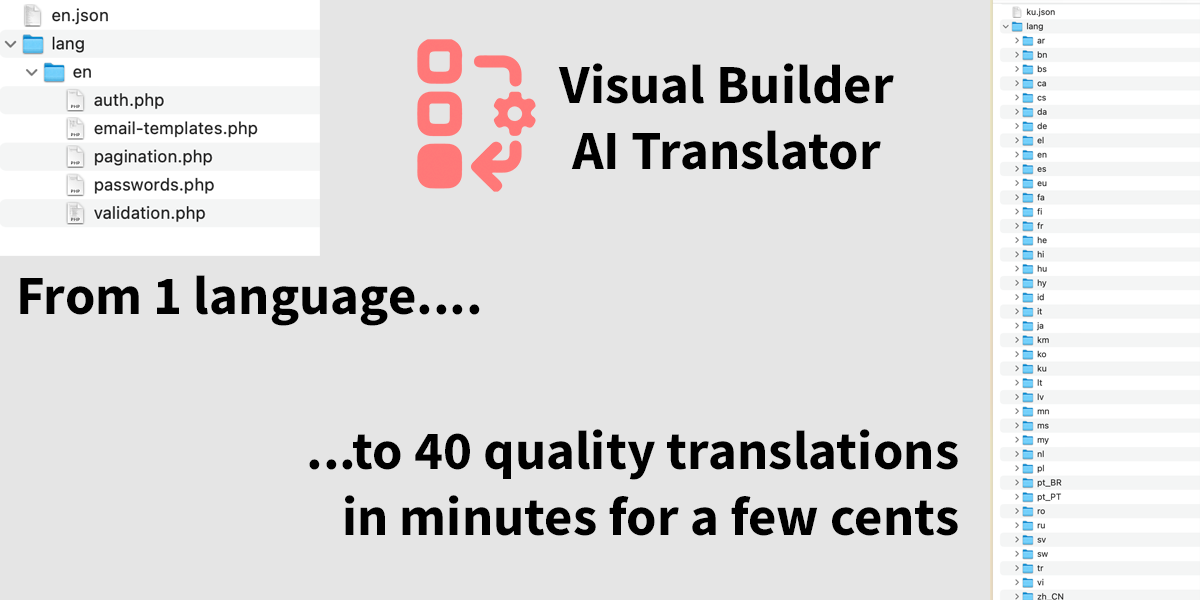 en.json
lang
en
auth.php
email-templates.php
pagination.php
passwords.php
validation.php
Visual Builder
AI Translator
From 1 language....
...to 40 quality translations
in minutes for a few cents
ku.json
lang
ar
bn
bs
ca
cs
da
de
el
en
es
eu
fa
fi
fr
he
hi
hu
hy
id
it
ja
km
ko
ku
lt
lv
mn
ms
my
nl
pl
pt_BR
pt_PT
ro
ru
sv
sw
tr
vi
zh_CN